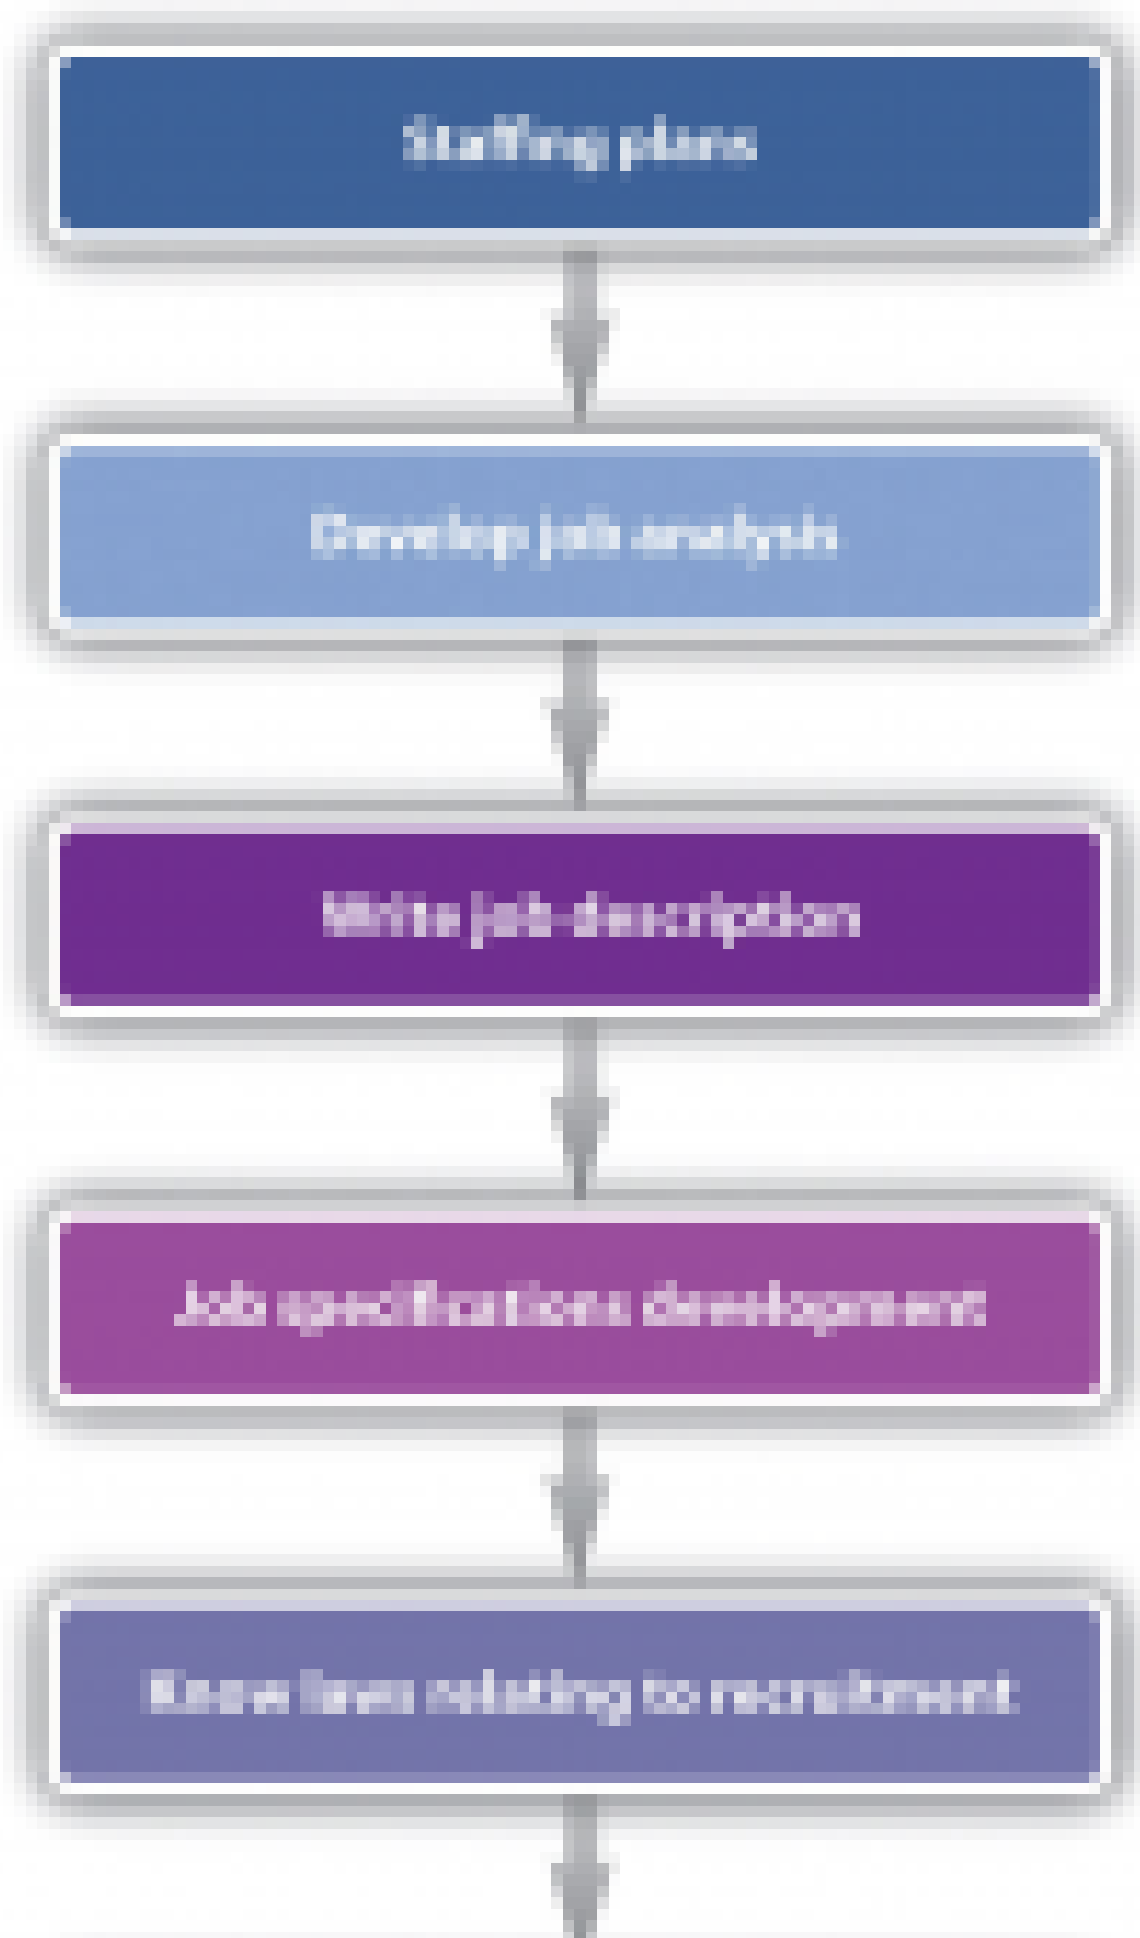 Staffing plans
Develop job analysis
Write job description
Job specifications development
Know laws relating to recruitment